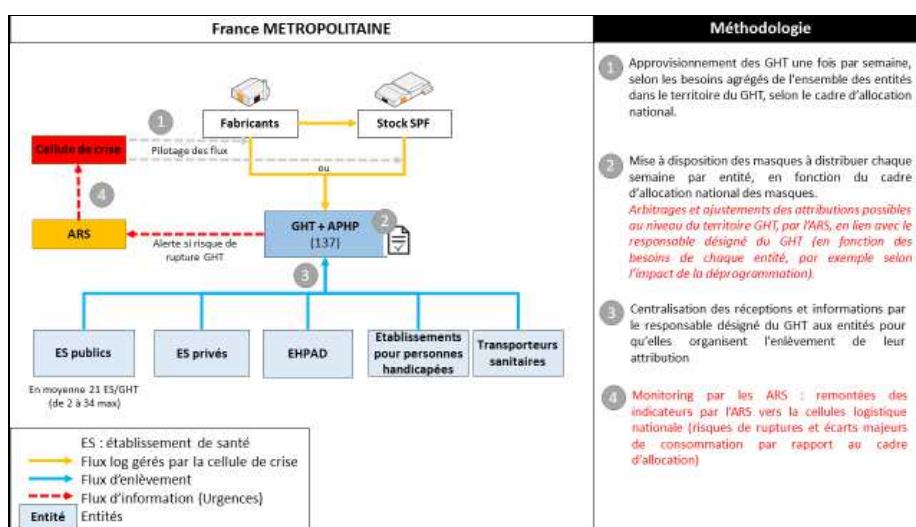 France METROPOLITAINE
Fabricants
Stock SPF
1
Cellule de crise
Pilotage des flux
ou
4
2
ARS
GHT + APHP
(137)
Alerte si risque de
rupture GHT
3
ES publics
ES privés
EHPAD
Etablissements
pour personnes
handicapées
Transporteurs
sanitaires
En moyenne 21 ES/GHT
(de 2 à 34 max)
ES : établissement de santé
Flux log gérés par la cellule de crise
Flux d'enlèvement
Flux d'information (Urgences)
Entité
Entités
Méthodologie
1
Approvisionnement des GHT une fois par semaine,
selon les besoins agrégés de l'ensemble des entités
dans le territoire du GHT, selon le cadre d'allocation
national.
2
Mise à disposition des masques à distribuer chaque
semaine par entité, en fonction du cadre
d'allocation national des masques.
Arbitrages et ajustements des attributions possibles
au niveau du territoire GHT, par l'ARS, en lien avec le
responsable désigné du GHT (en fonction des
besoins de chaque entité, par exemple selon
l'impact de la déprogrammation).
3
Centralisation des réceptions et informations par
le responsable désigné du GHT aux entités pour
qu'elles organisent l'enlèvement de leur
attribution
4
Monitoring par les ARS : remontées des
indicateurs par l'ARS vers la cellules logistique
nationale (risques de ruptures et écarts majeurs
de consommation par rapport au cadre
d'allocation)